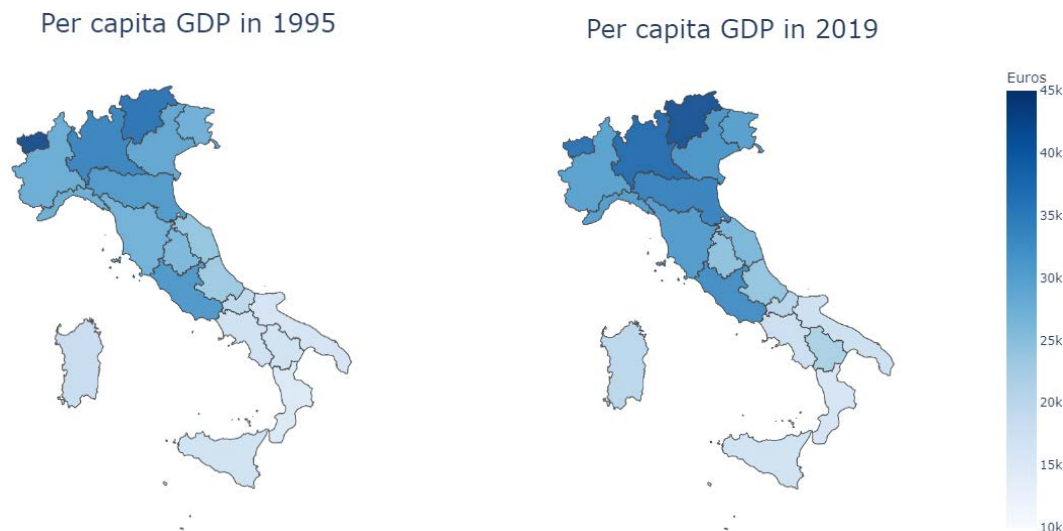 Per capita GDP in 1995
Per capita GDP in 2019
Euros
45k
40k
35k
30k
25k
20k
15k
10k